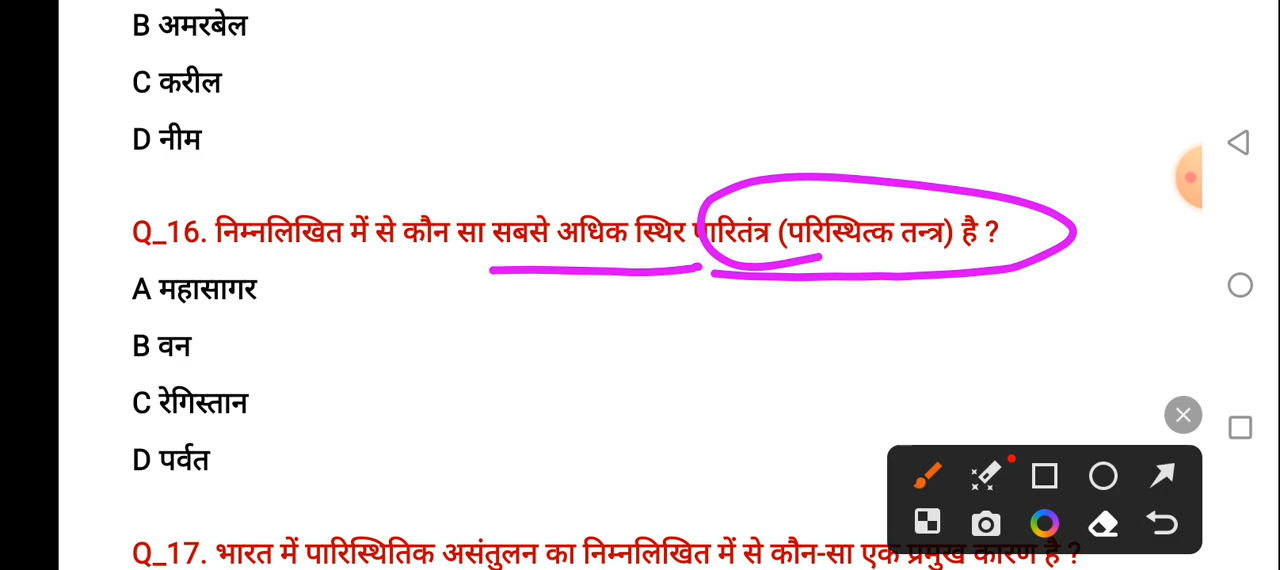 B अमरबेल
C करील
D नीम
Q_16. निम्नलिखित में से कौन सा सबसे अधिक स्थिर पारितंत्र (परिस्थित्क तन्त्र) है ?
A महासागर
B वन
C रेगिस्तान
D पर्वत
Q_17. भारत में पारिस्थितिक असंतुलन का निम्नलिखित में से कौन-सा एक प्रमुख कारण है ?